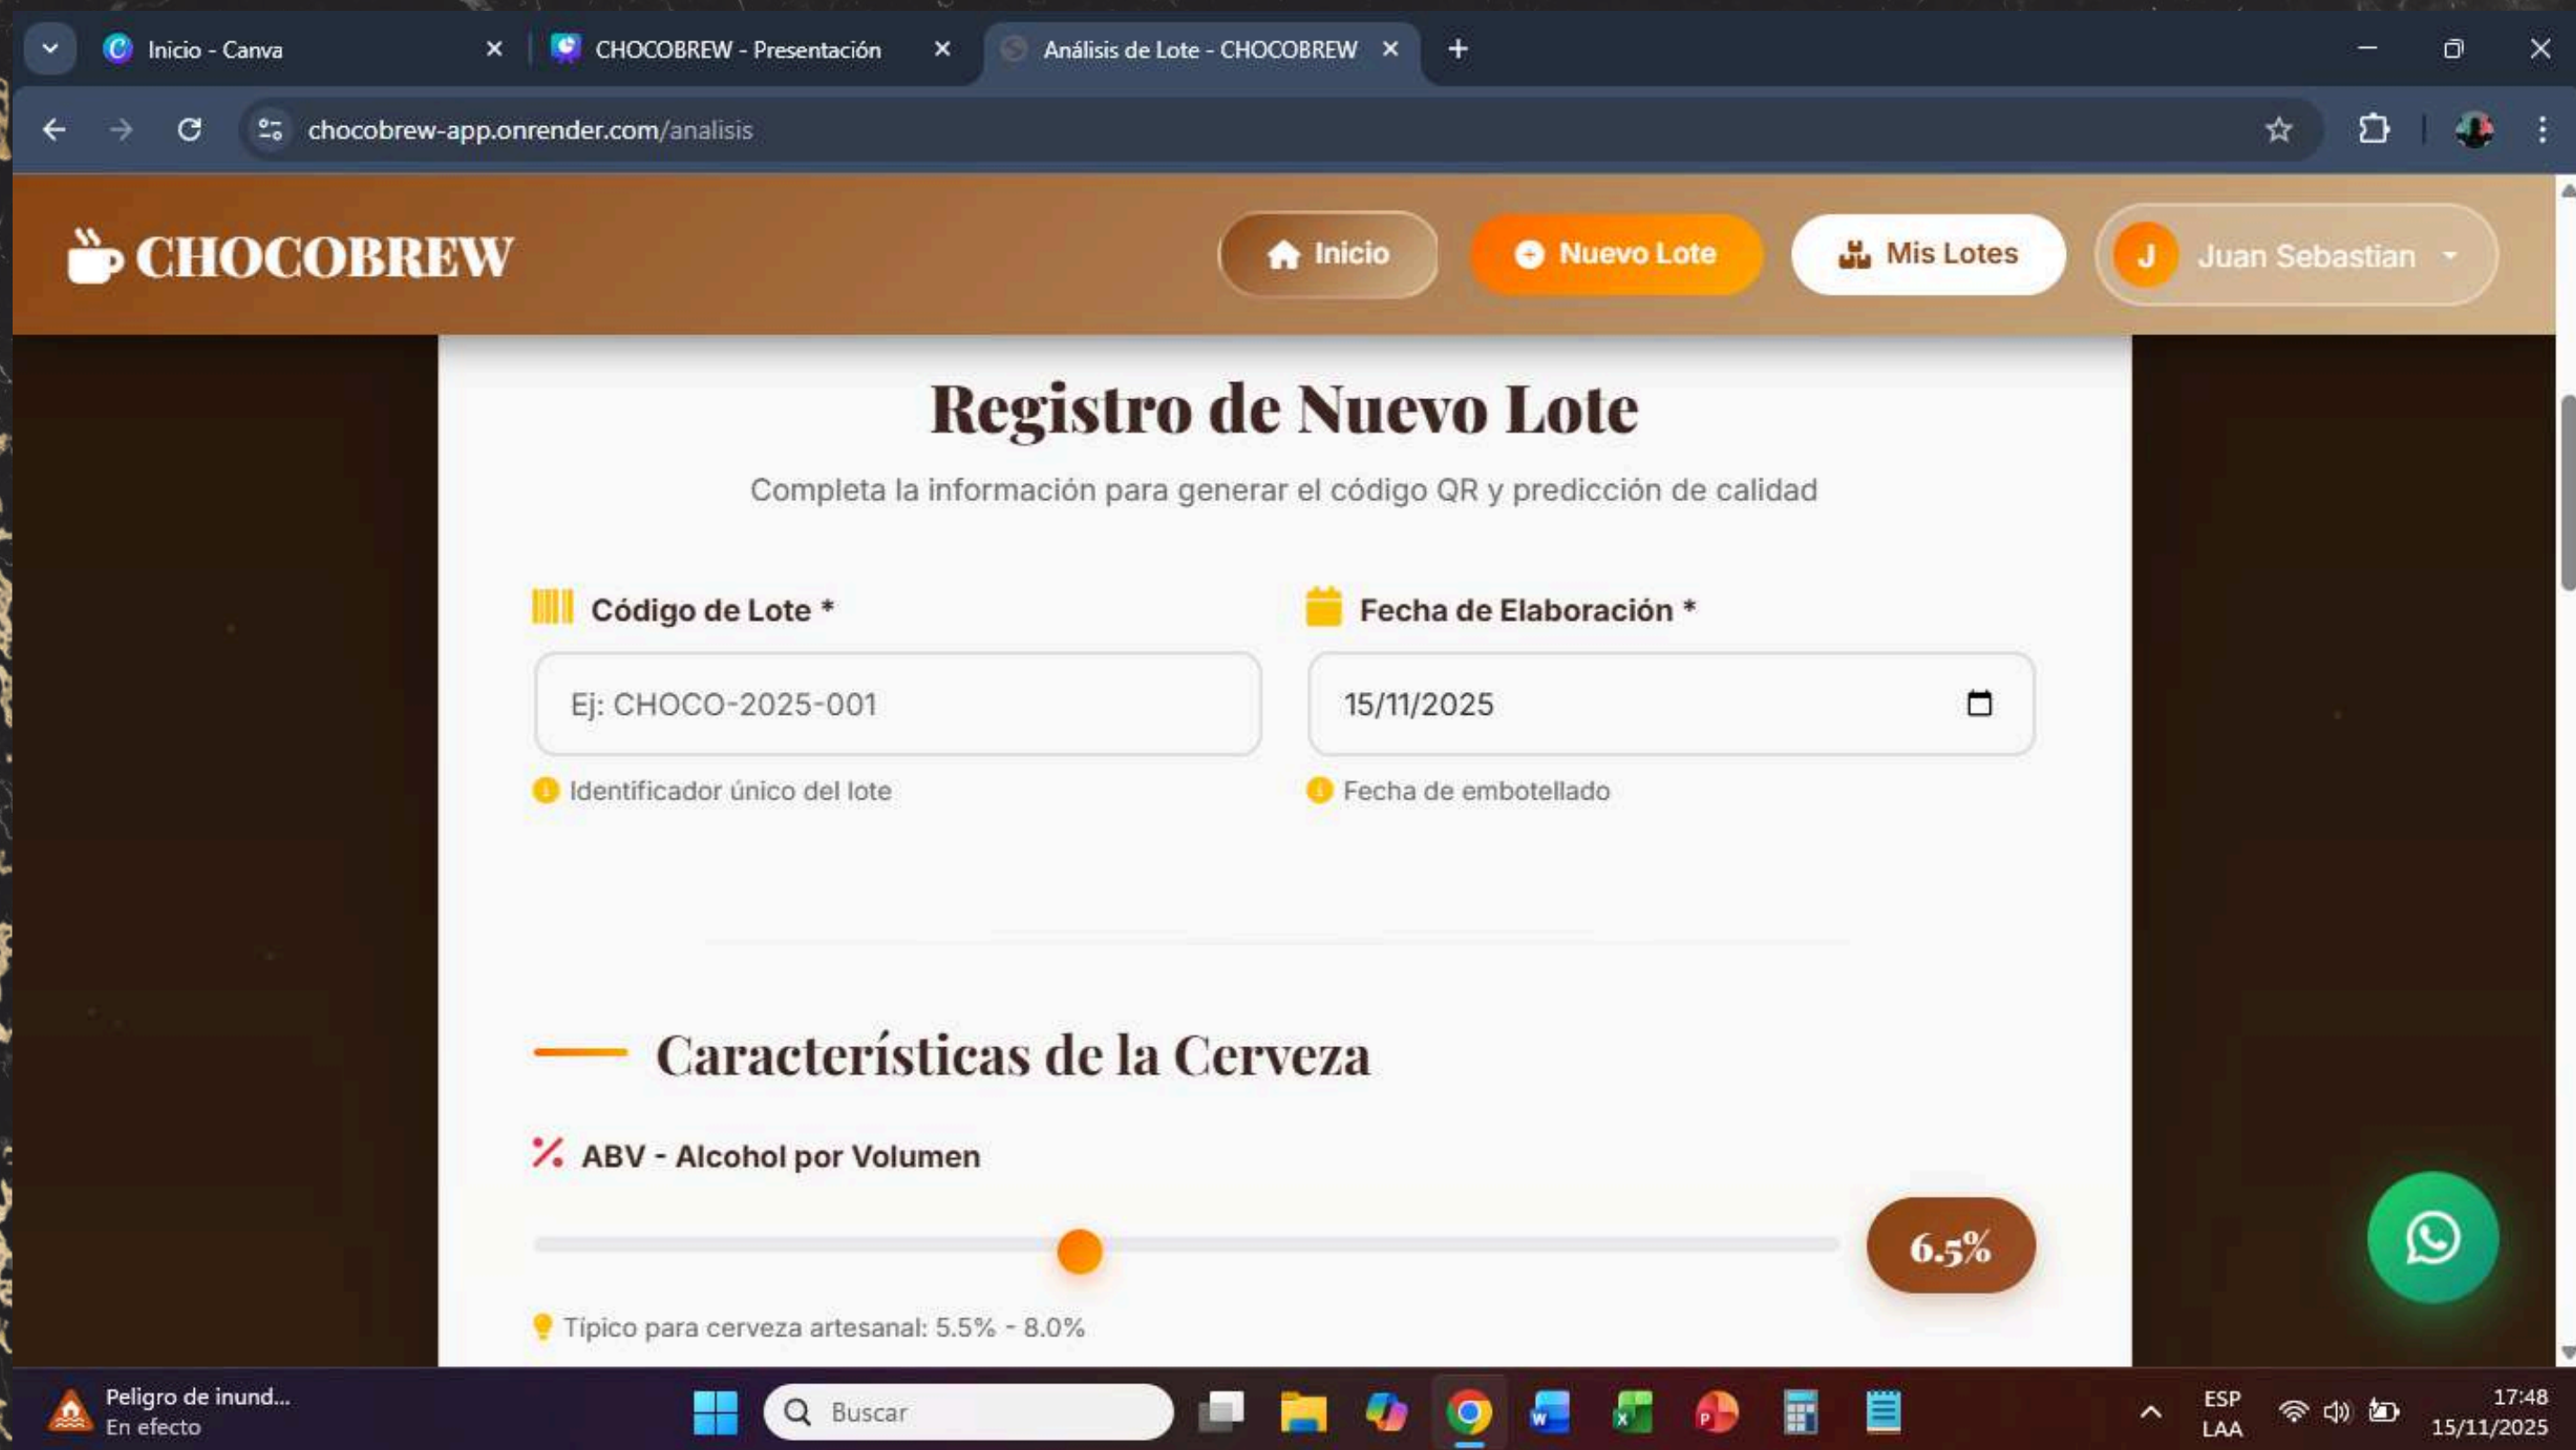 Inicio - Canva
CHOCOBREW - Presentación
Análisis de Lote - CHOCOBREW
chocobrew-app.onrender.com/analisis
CHOCOBREW
Inicio
Nuevo Lote
Mis Lotes
J
Juan Sebastian
Registro de Nuevo Lote
Completa la información para generar el código QR y predicción de calidad
Código de Lote *
Fecha de Elaboración *
Ej: CHOCO-2025-001
15/11/2025
Identificador único del lote
Fecha de embotellado
Características de la Cerveza
ABV - Alcohol por Volumen
6.5%
Típico para cerveza artesanal: 5.5% - 8.0%
Peligro de inund...
En efecto
Buscar
ESP
LAA
17:48
15/11/2025